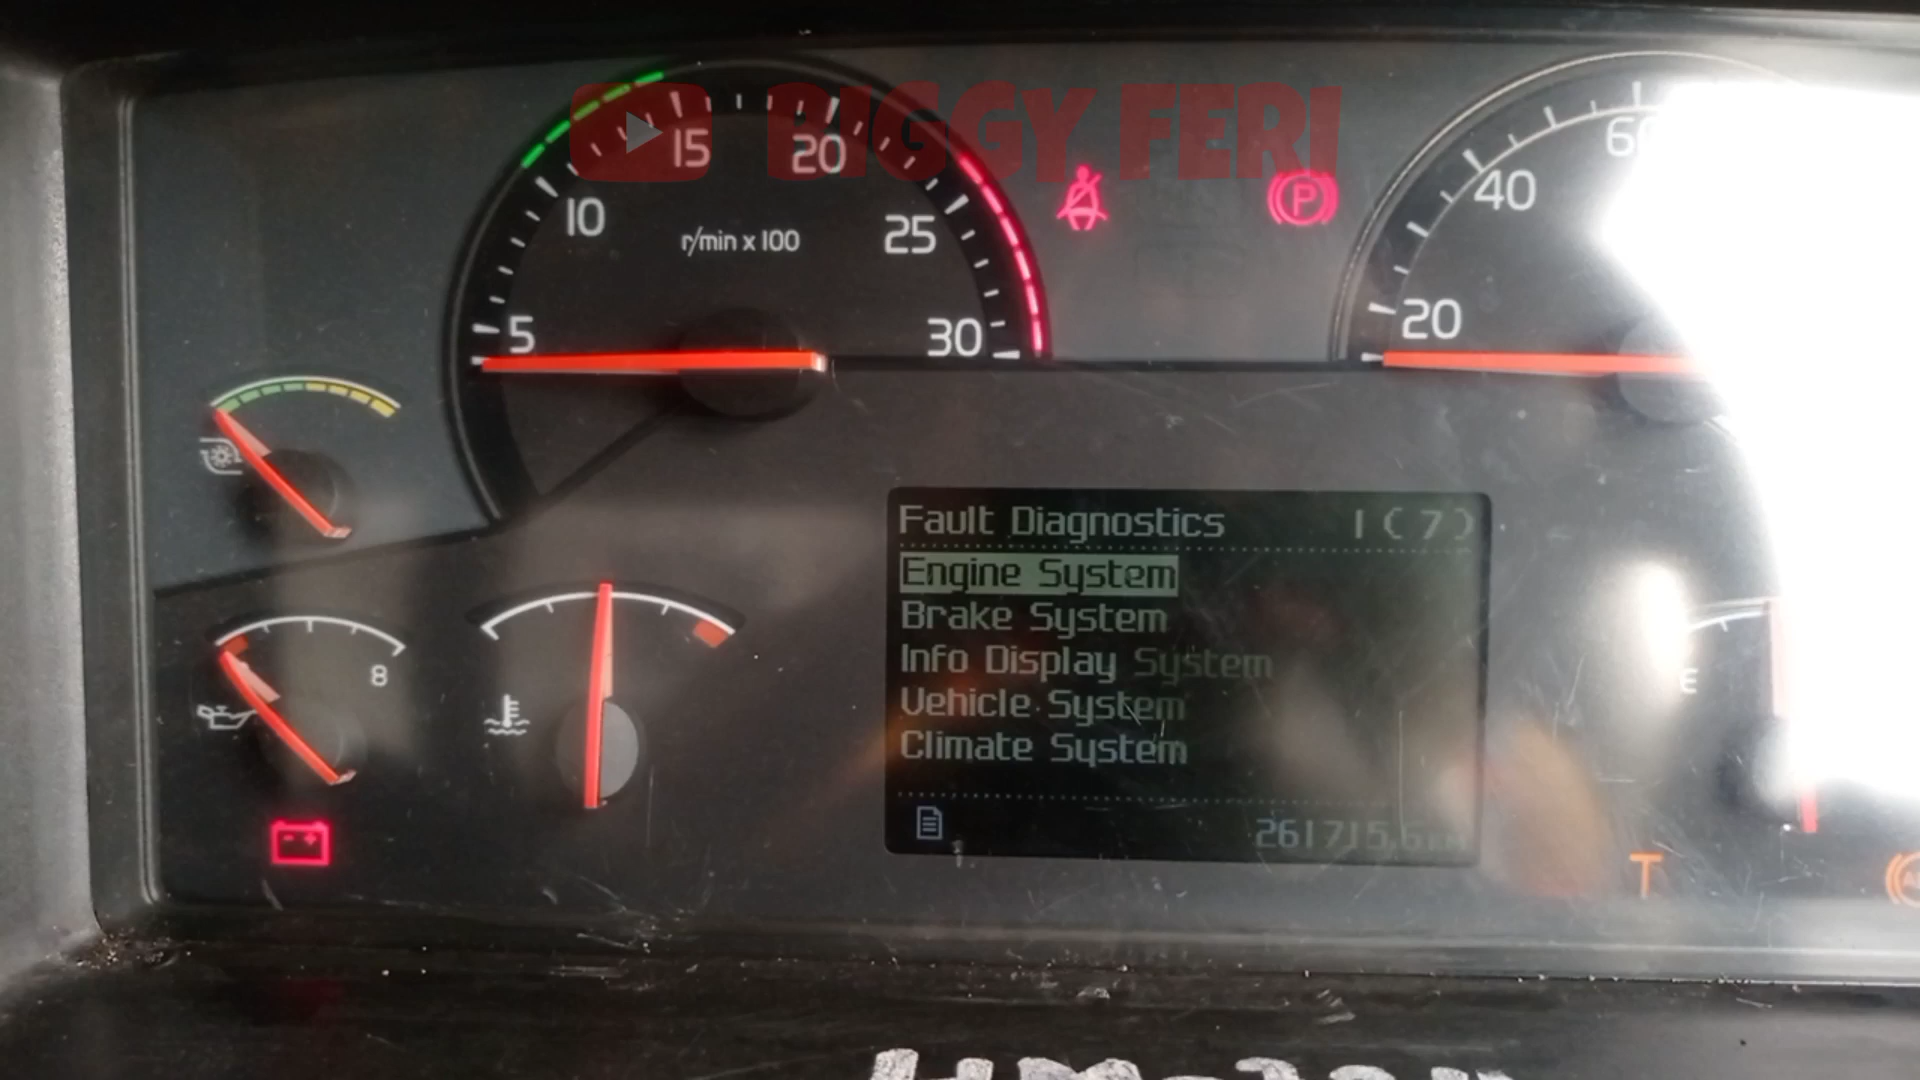 BIGGY FERI
5
10
15
20
25
30
r/min x 100
P
20
40
60
8
E
Fault Diagnostics 1 ( 7 )
Engine System
Brake System
Info Display System
Vehicle System
Climate System
T